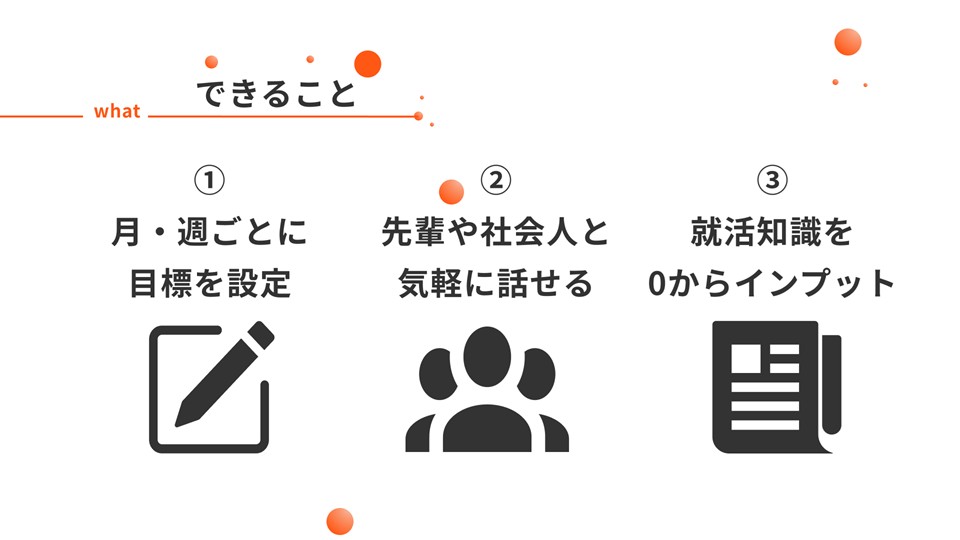 できること
what
①
月・週ごとに
目標を設定
②
先輩や社会人と
気軽に話せる
③
就活知識を
0からインプット